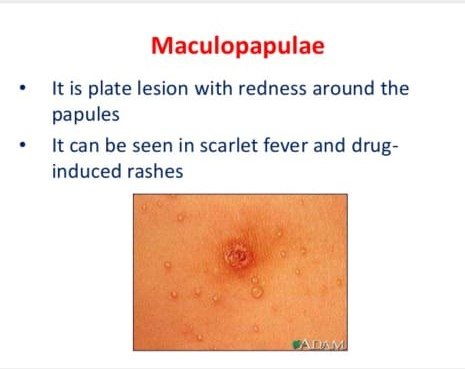 Maculopapulae
• It is plate lesion with redness around the
papules
• It can be seen in scarlet fever and drug-
induced rashes
ADAM